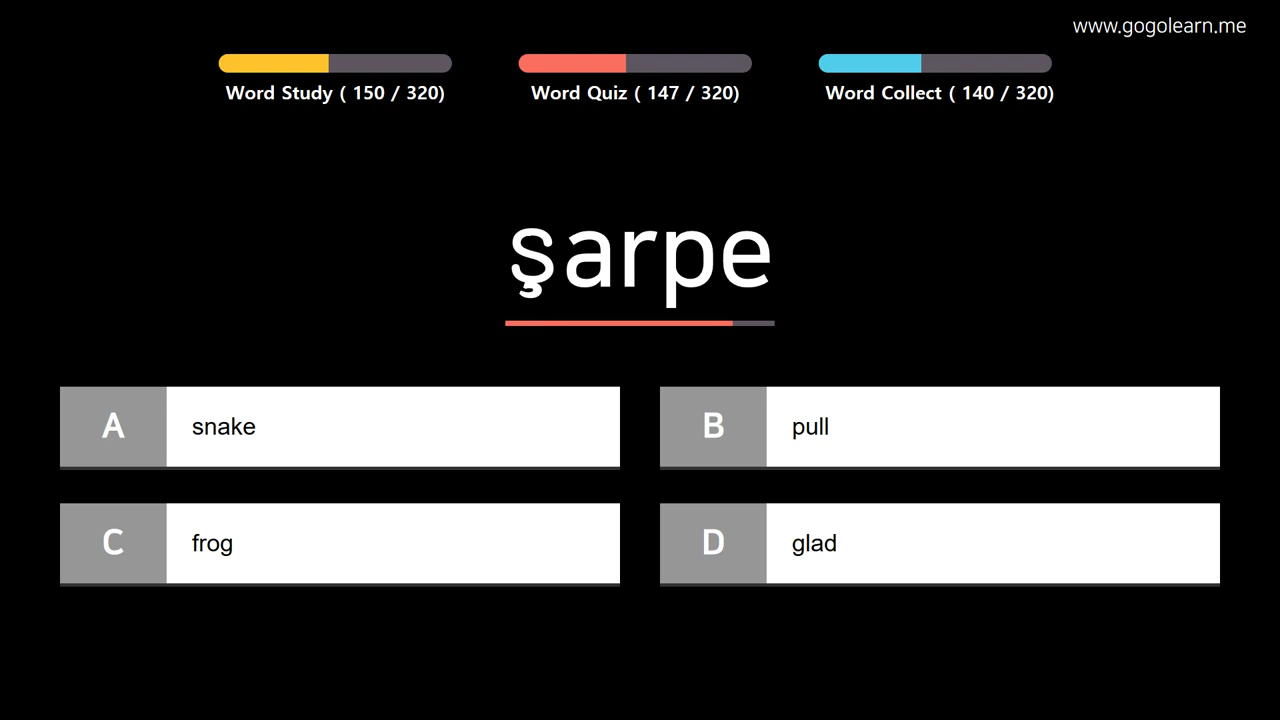 www.gogolearn.me
Word Study ( 150 / 320)
Word Quiz ( 147 / 320)
Word Collect ( 140 / 320)
şarpe
A snake
B pull
C frog
D glad